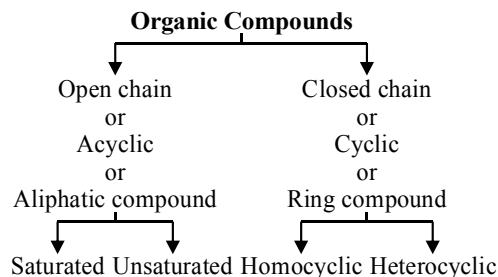 Organic Compounds
Open chain
or
Acyclic
or
Aliphatic compound
Closed chain
or
Cyclic
or
Ring compound
Saturated Unsaturated Homocyclic Heterocyclic